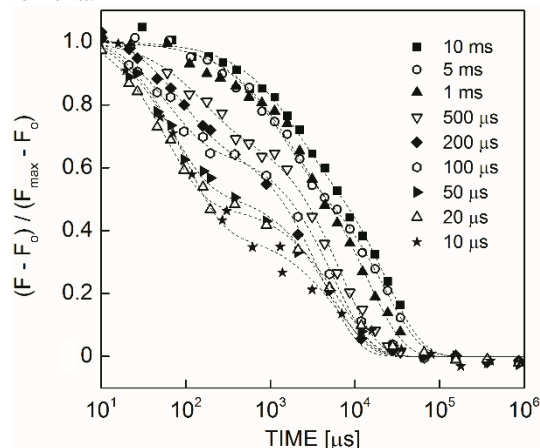 1.0
0.8
0.6
0.4
0.2
0
(F - Fₒ) / (Fₘₐₓ - Fₒ)
10 ms
5 ms
1 ms
500 µs
200 µs
100 µs
50 µs
20 µs
10 µs
10¹ 10² 10³ 10⁴ 10⁵ 10⁶
TIME [µs]